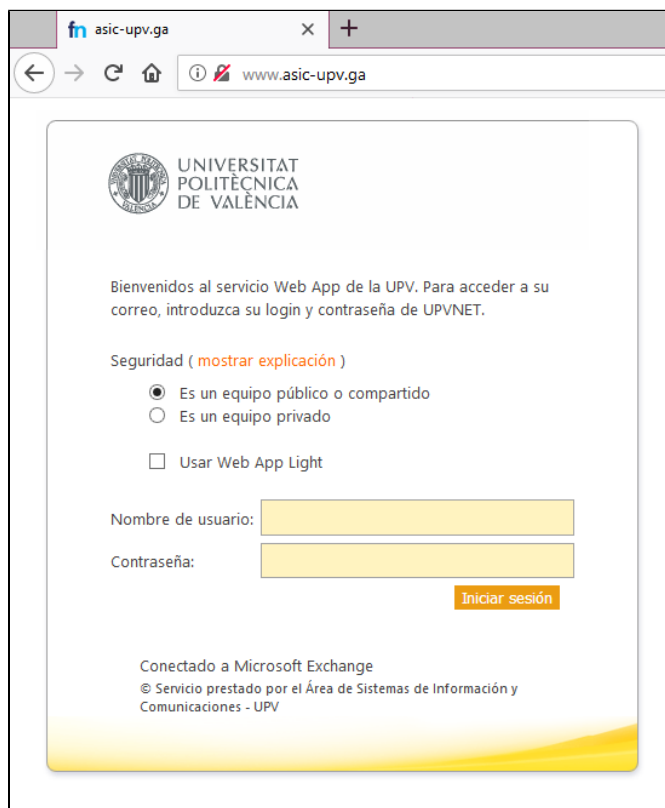 fn asic-upv.ga
www.asic-upv.ga
UNIVERSITAT
POLITÈCNICA
DE VALÈNCIA
Bienvenidos al servicio Web App de la UPV. Para acceder a su
correo, introduzca su login y contraseña de UPVNET.
Seguridad ( mostrar explicación )
Es un equipo público o compartido
Es un equipo privado
Usar Web App Light
Nombre de usuario:
Contraseña:
Iniciar sesión
Conectado a Microsoft Exchange
© Servicio prestado por el Área de Sistemas de Información y
Comunicaciones - UPV